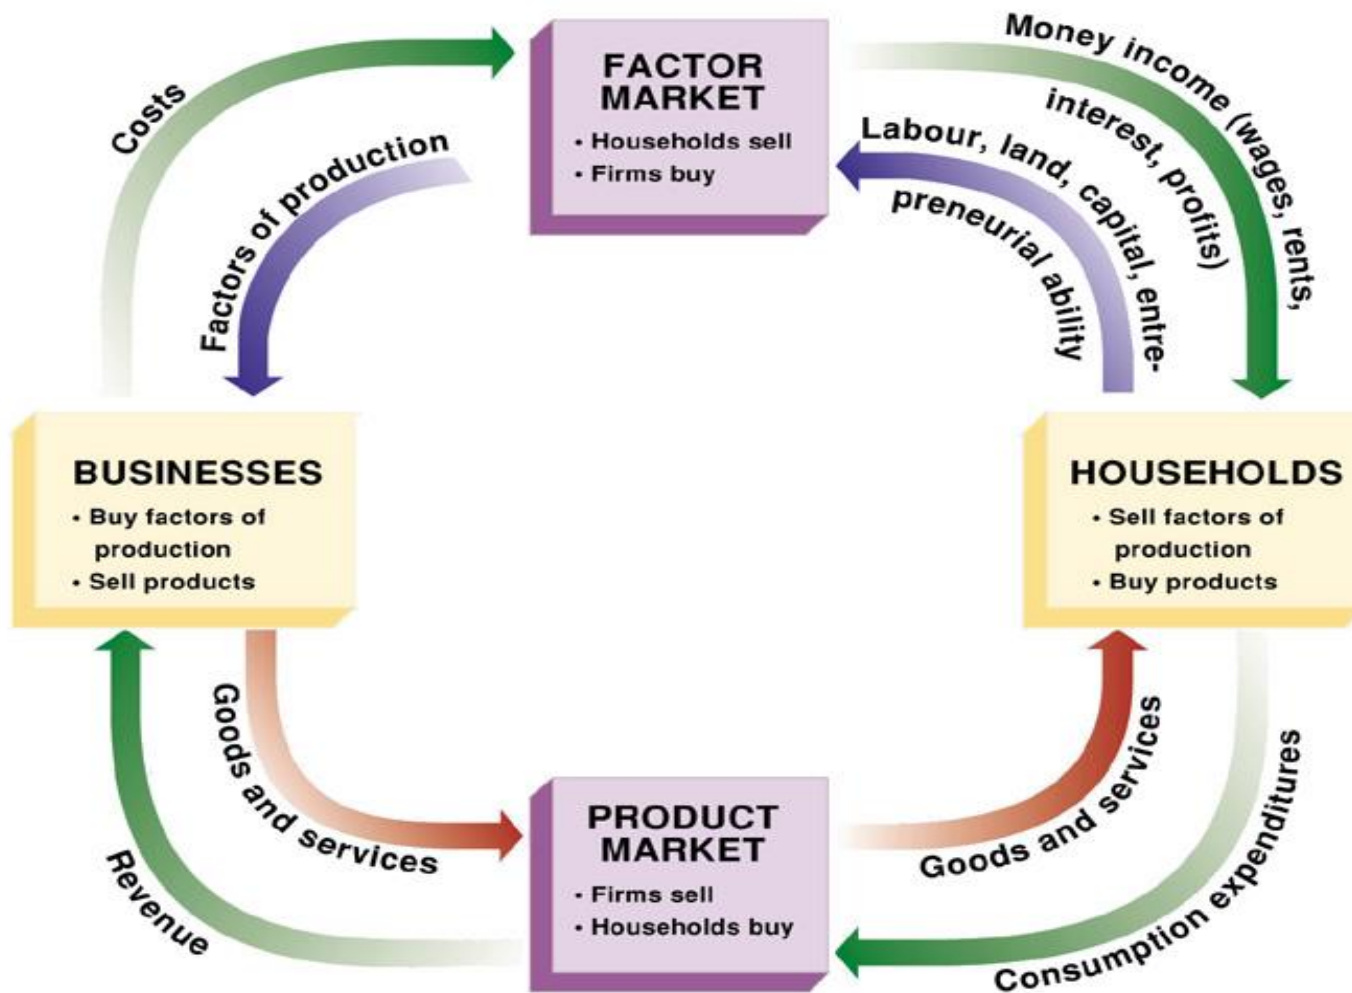 Costs
FACTOR
MARKET
• Households sell
• Firms buy
Money income (wages, rents,
interest, profits)
Labour, land, capital, entre-
preneurial ability
Factors of production
BUSINESSES
• Buy factors of
production
• Sell products
HOUSEHOLDS
• Sell factors of
production
• Buy products
Goods and services
Revenue
PRODUCT
MARKET
• Firms sell
• Households buy
Goods and services
Consumption expenditures